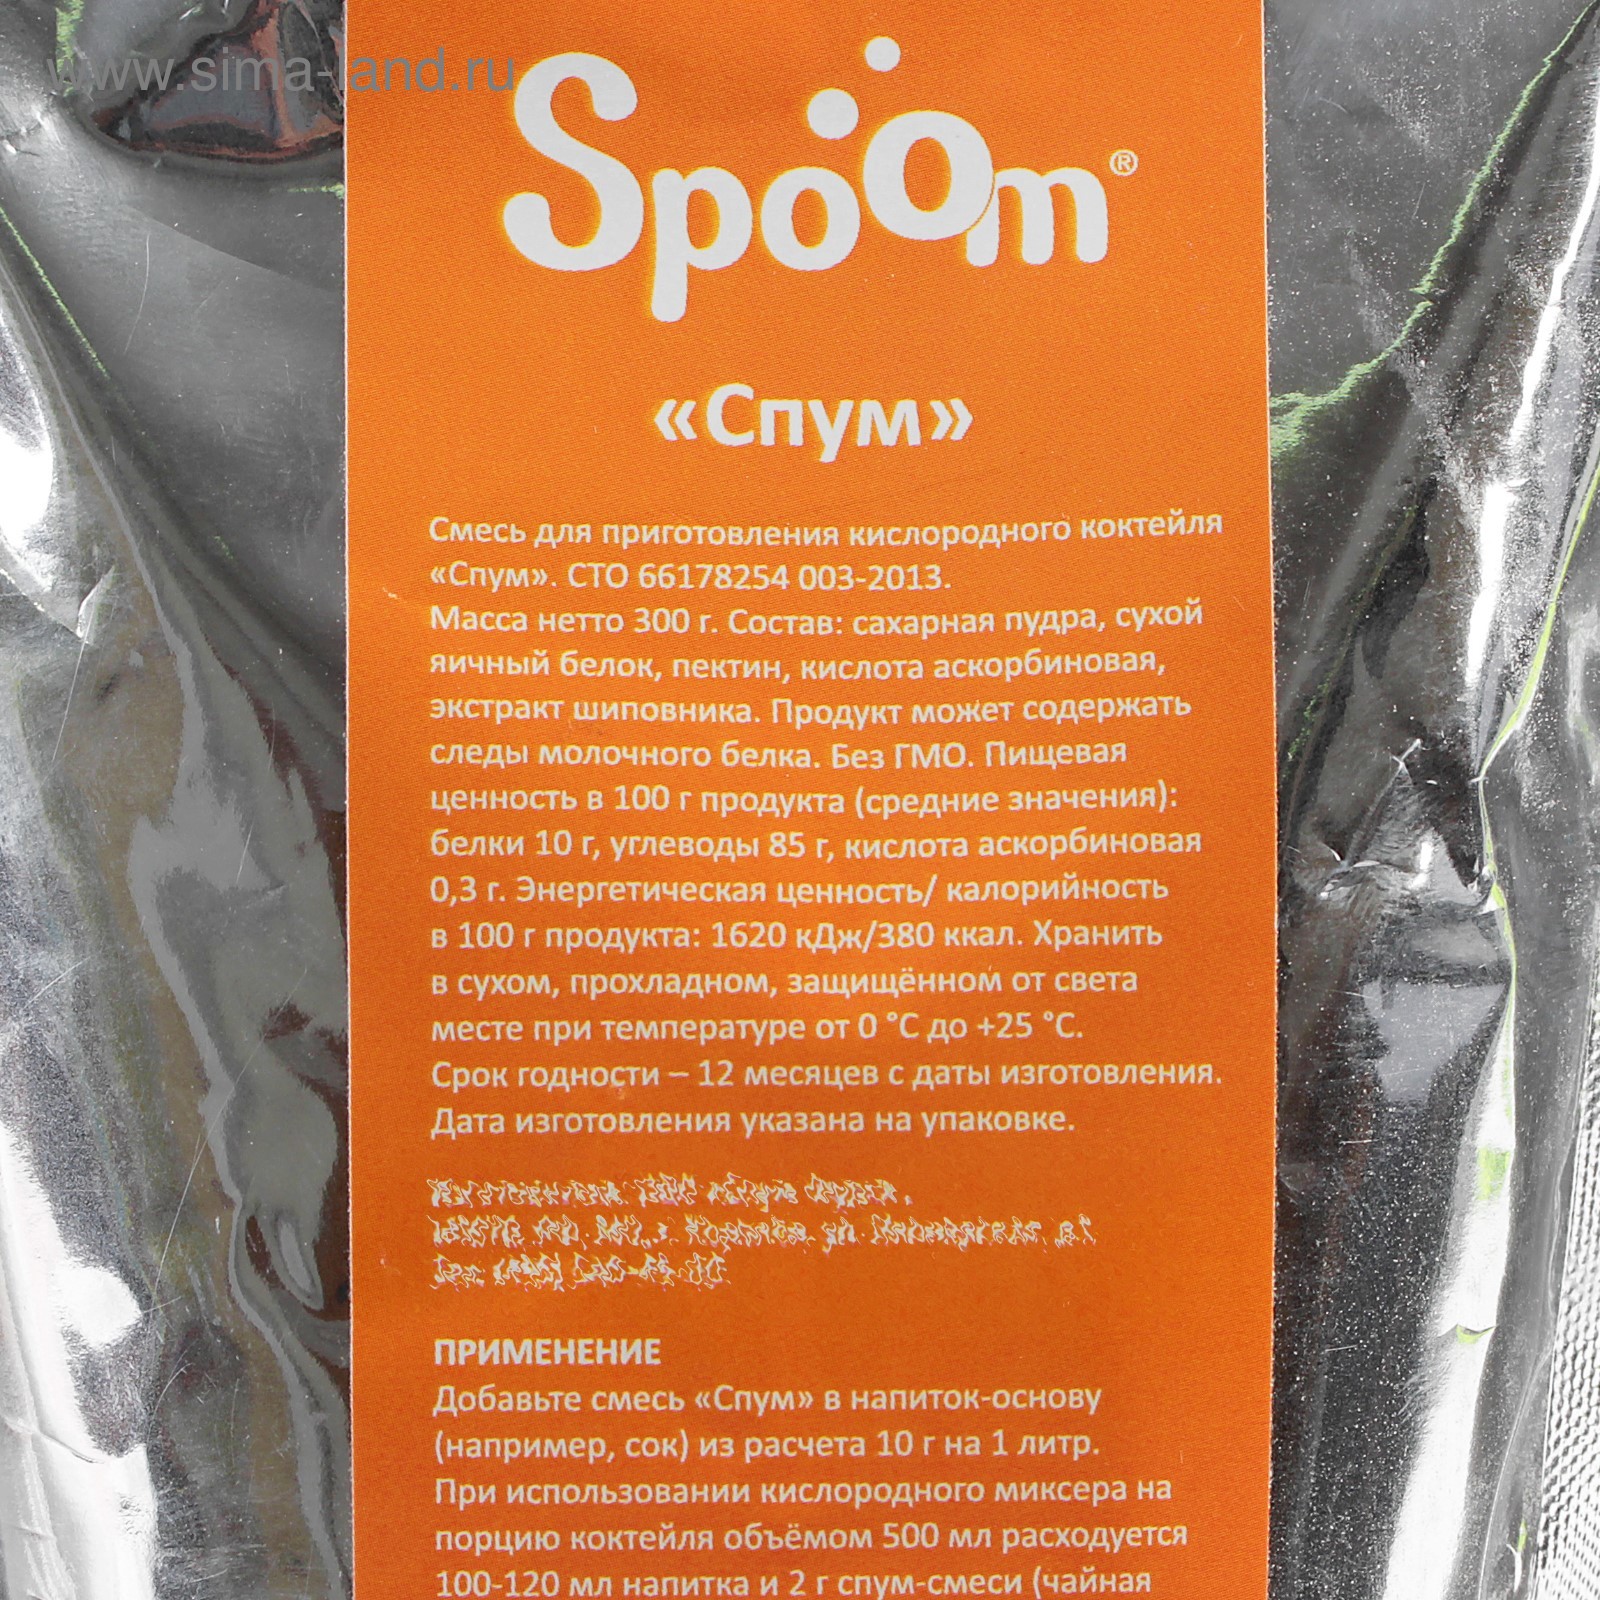 www.sima-land.ru
Spoom®
«Спум»
Смесь для приготовления кислородного коктейля
«Спум». СТО 66178254 003-2013.
Масса нетто 300 г. Состав: сахарная пудра, сухой
яичный белок, пектин, кислота аскорбиновая,
экстракт шиповника. Продукт может содержать
следы молочного белка. Без ГМО. Пищевая
ценность в 100 г продукта (средние значения):
белки 10 г, углеводы 85 г, кислота аскорбиновая
0,3 г. Энергетическая ценность/ калорийность
в 100 г продукта: 1620 кДж/380 ккал. Хранить
в сухом, прохладном, защищённом от света
месте при температуре от 0 °С до +25 °С.
Срок годности – 12 месяцев с даты изготовления.
Дата изготовления указана на упаковке.
ПРИМЕНЕНИЕ
Добавьте смесь «Спум» в напиток-основу
(например, сок) из расчета 10 г на 1 литр.
При использовании кислородного миксера на
порцию коктейля объёмом 500 мл расходуется
100-120 мл напитка и 2 г спум-смеси (чайная